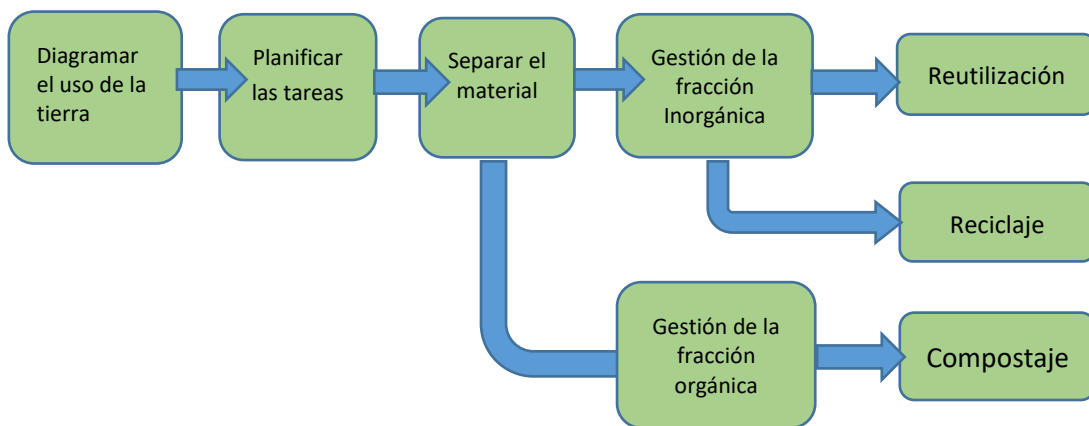 Diagramar
el uso de la
tierra
Planificar
las tareas
Separar el
material
Gestión de la
fracción
Inorgánica
Reutilización
Reciclaje
Gestión de la
fracción
orgánica
Compostaje